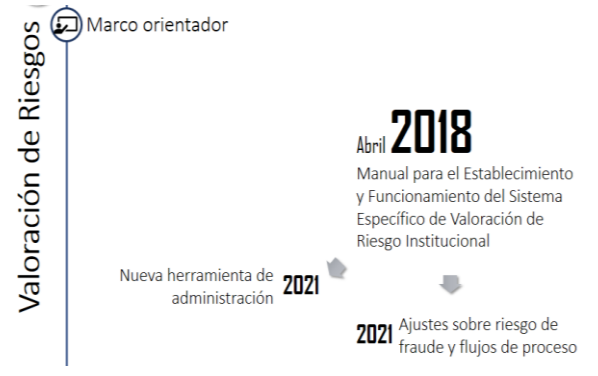 Valoración de Riesgos
Marco orientador
Abril 2018
Manual para el Establecimiento
y Funcionamiento del Sistema
Específico de Valoración de
Riesgo Institucional
Nueva herramienta de
administración
2021
2021
Ajustes sobre riesgo de
fraude y flujos de proceso